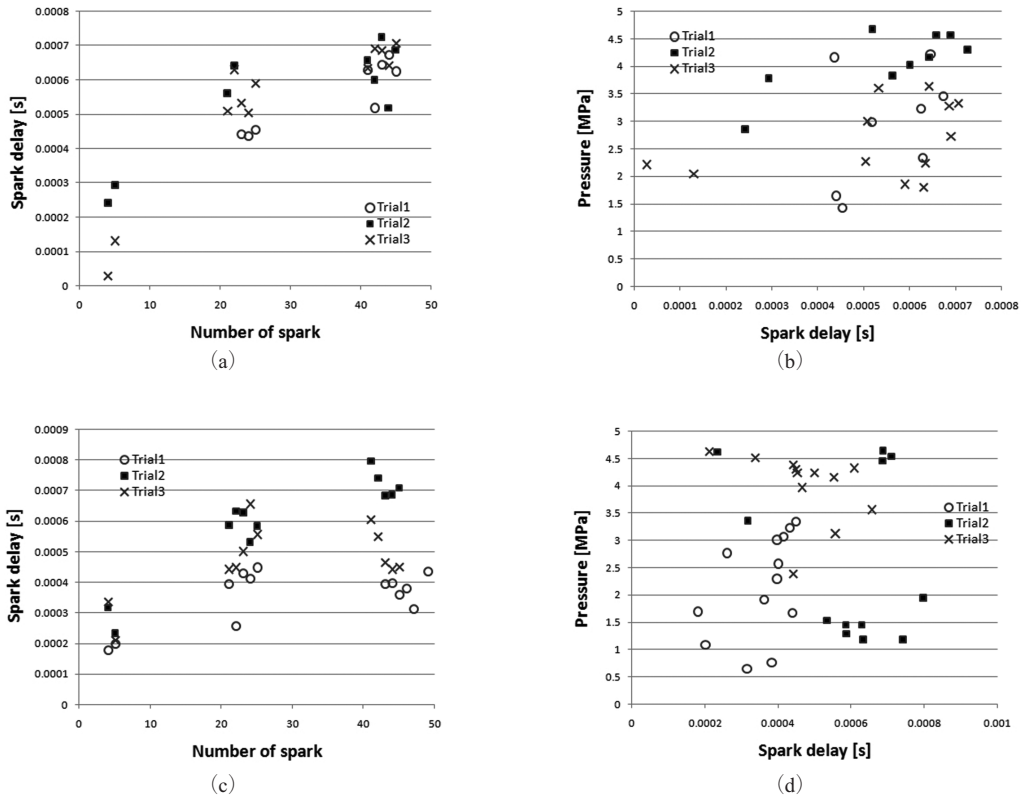 0.0008
0.0007
0.0006
0.0005
0.0004
0.0003
0.0002
0.0001
0
Spark delay [s]
Trial1
Trial2
Trial3
0 10 20 30 40 50
Number of spark
(a)
5
4.5
4
3.5
3
2.5
2
1.5
1
0.5
0
Pressure [MPa]
Trial1
Trial2
Trial3
0 0.0001 0.0002 0.0003 0.0004 0.0005 0.0006 0.0007 0.0008
Spark delay [s]
(b)
0.0009
0.0008
0.0007
0.0006
0.0005
0.0004
0.0003
0.0002
0.0001
0
Spark delay [s]
Trial1
Trial2
Trial3
0 10 20 30 40 50
Number of spark
(c)
5
4.5
4
3.5
3
2.5
2
1.5
1
0.5
0
Pressure [MPa]
Trial1
Trial2
Trial3
0 0.0002 0.0004 0.0006 0.0008 0.001
Spark delay [s]
(d)